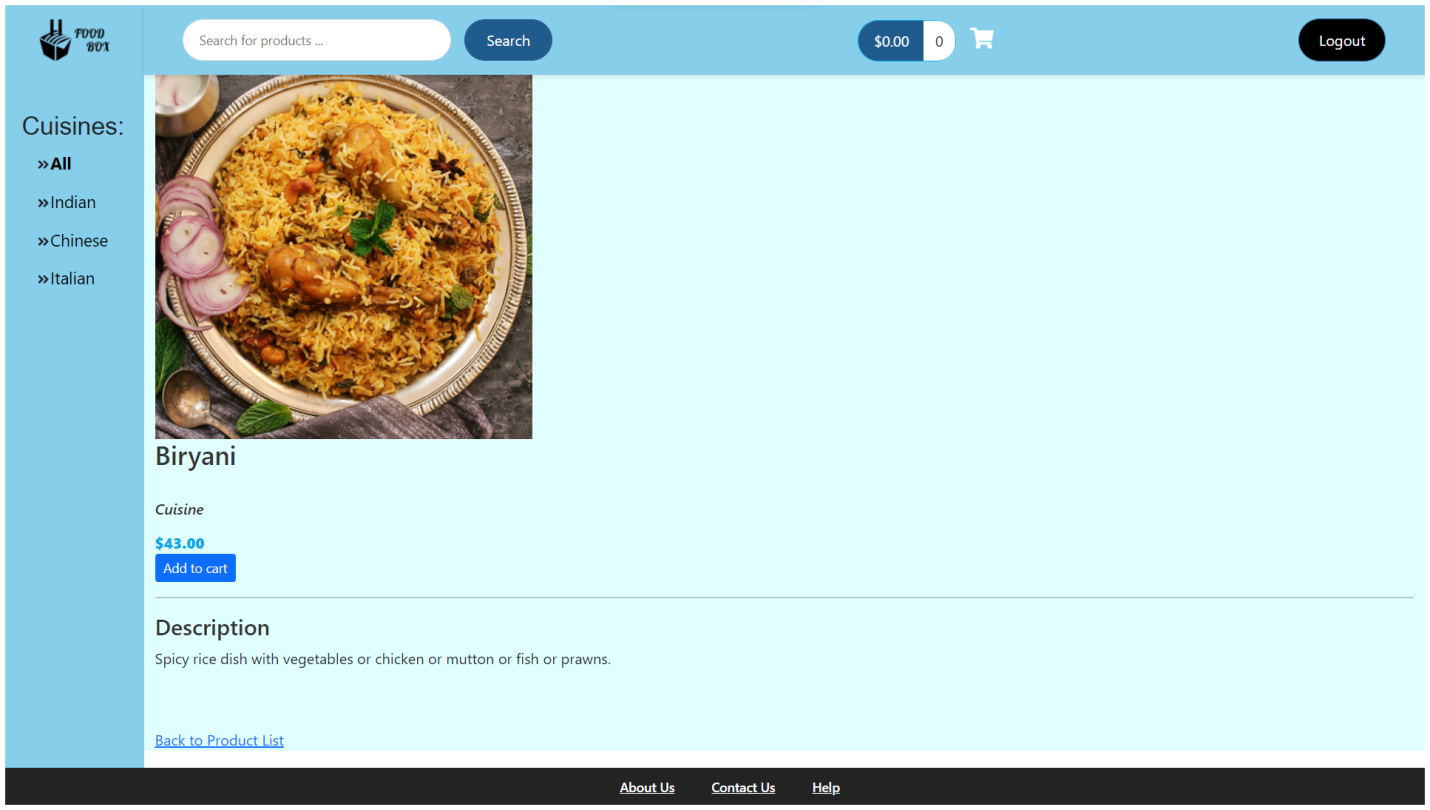 FOOD
BOX
Search for products ...
Search
$0.00
0
Logout
Cuisines:
»All
»Indian
»Chinese
»Italian
Biryani
Cuisine
$43.00
Add to cart
Description
Spicy rice dish with vegetables or chicken or mutton or fish or prawns.
Back to Product List
About Us Contact Us Help